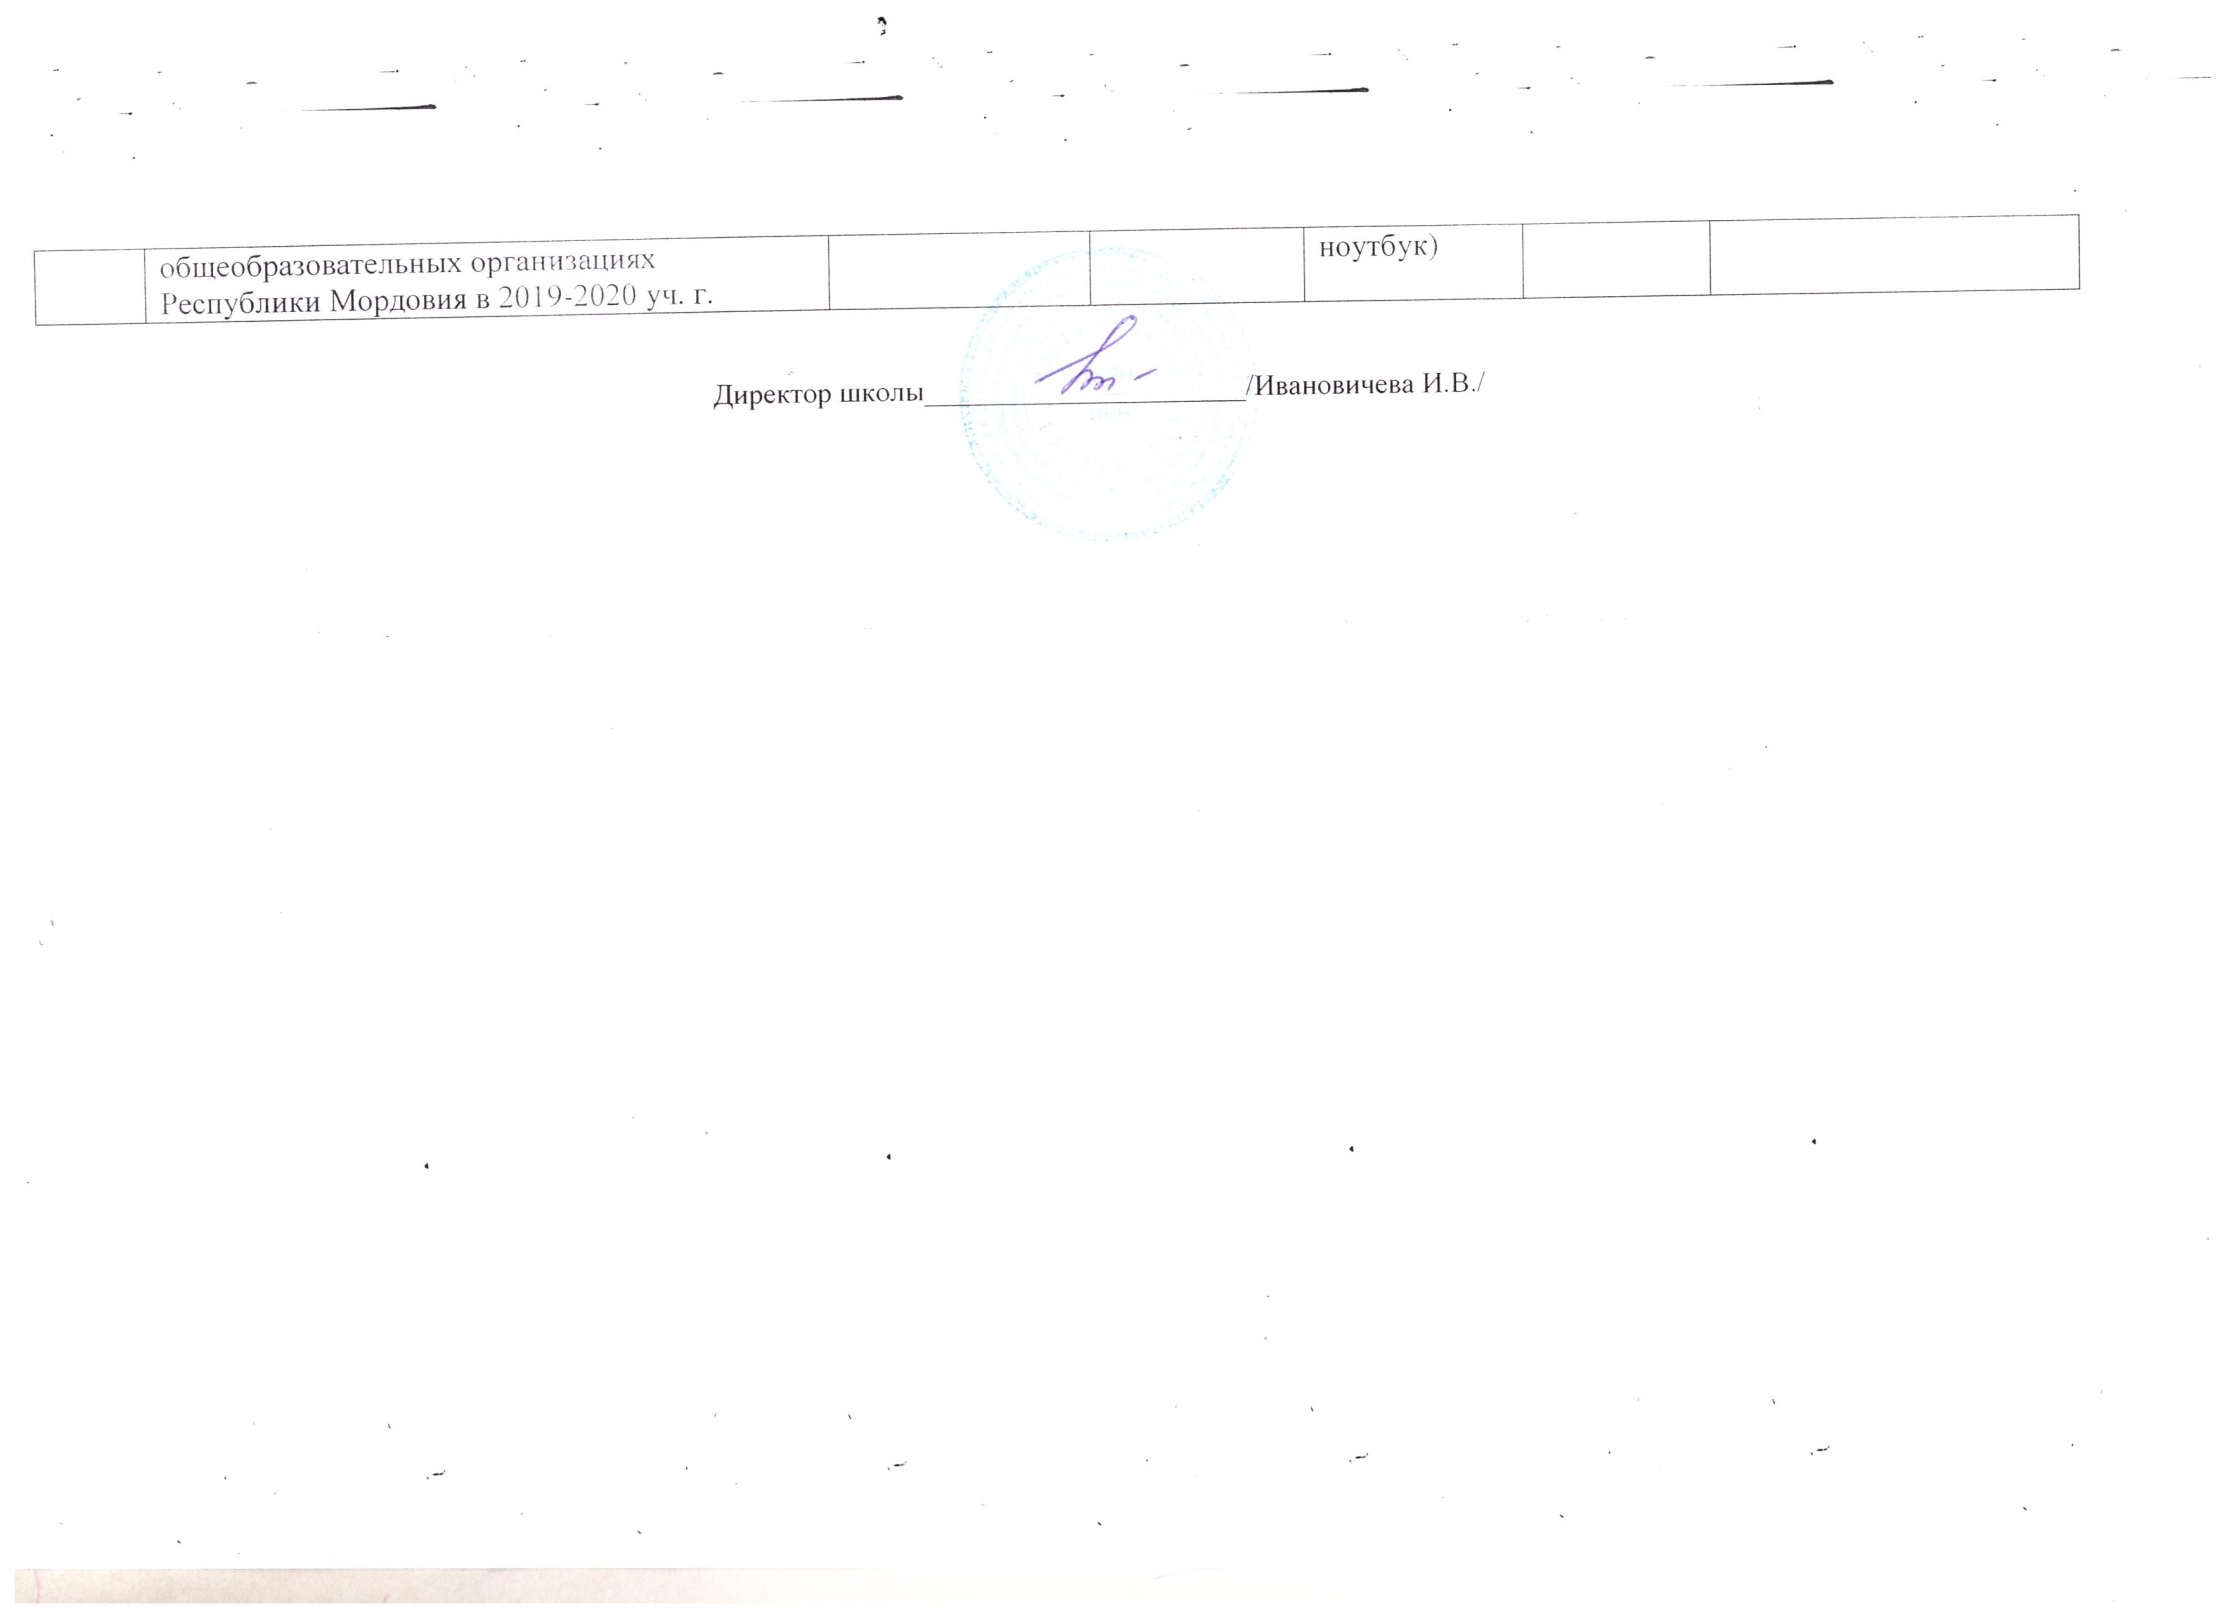 общеобразовательных организациях
Республики Мордовия в 2019-2020 уч. г.
ноутбук)
Директор школы /Ивановичева И.В./